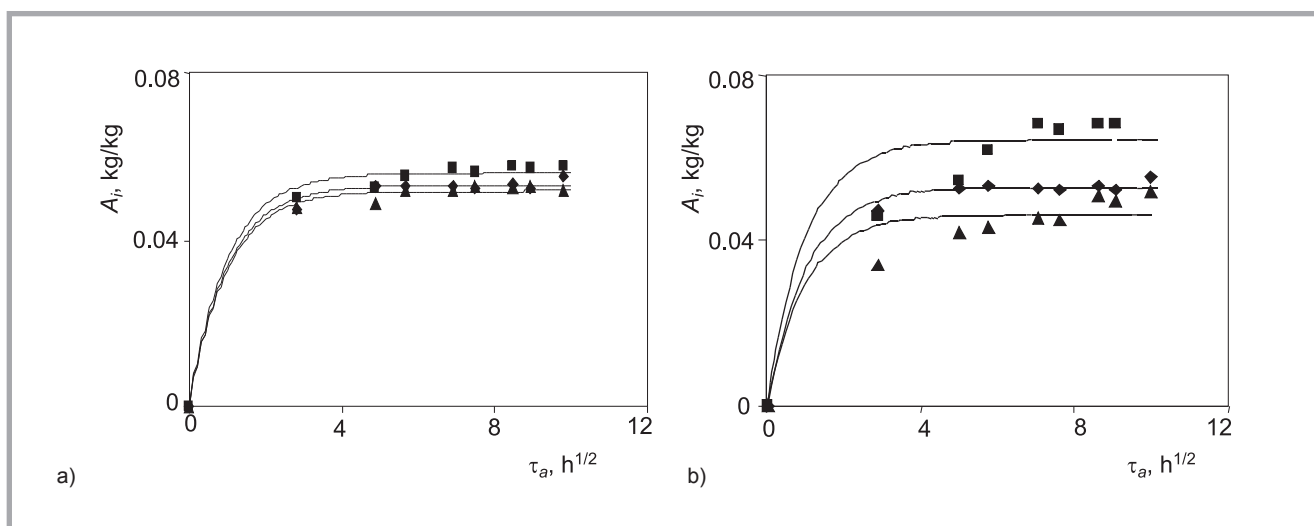 A_i, kg/kg
0.08
0.04
0
0 4 8 12
τ_a, h^1/2
a)
A_i, kg/kg
0.08
0.04
0
0 4 8 12
τ_a, h^1/2
b)